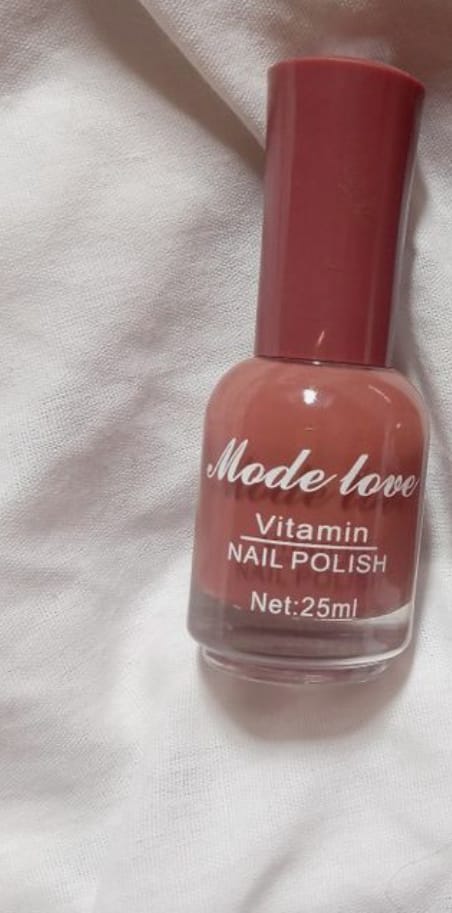 Mode love
Vitamin
NAIL POLISH
Net:25ml